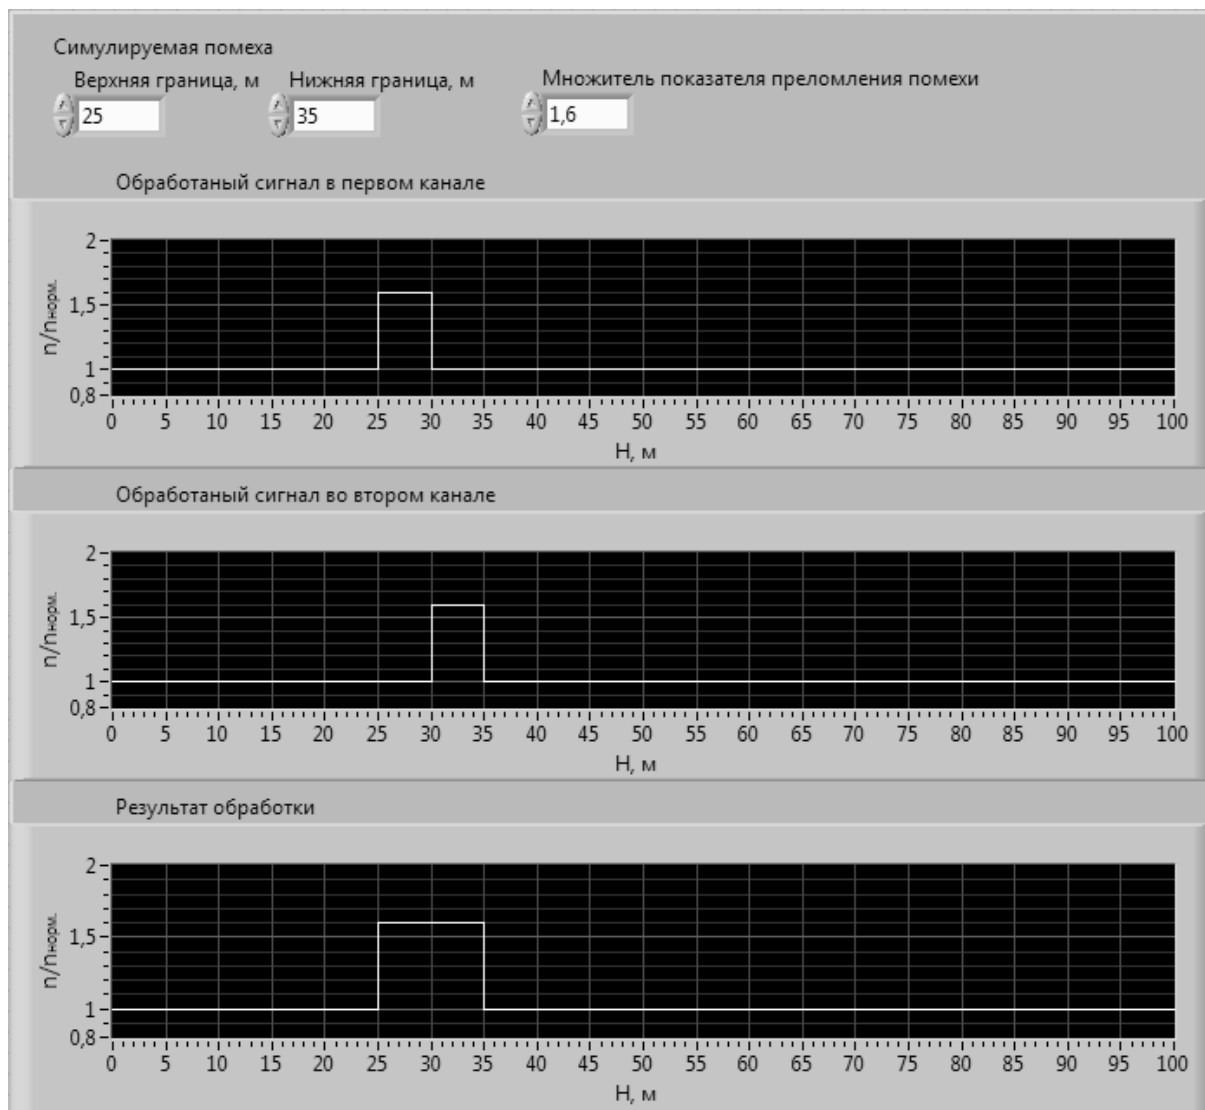 Симулируемая помеха
Верхняя граница, м Нижняя граница, м Множитель показателя преломления помехи
25 35 1,6
Обработаный сигнал в первом канале
2
1,5
1
0,8
n/nнорм.
0 5 10 15 20 25 30 35 40 45 50 55 60 65 70 75 80 85 90 95 100
H, м
Обработаный сигнал во втором канале
2
1,5
1
0,8
n/nнорм.
0 5 10 15 20 25 30 35 40 45 50 55 60 65 70 75 80 85 90 95 100
H, м
Результат обработки
2
1,5
1
0,8
n/nнорм.
0 5 10 15 20 25 30 35 40 45 50 55 60 65 70 75 80 85 90 95 100
H, м